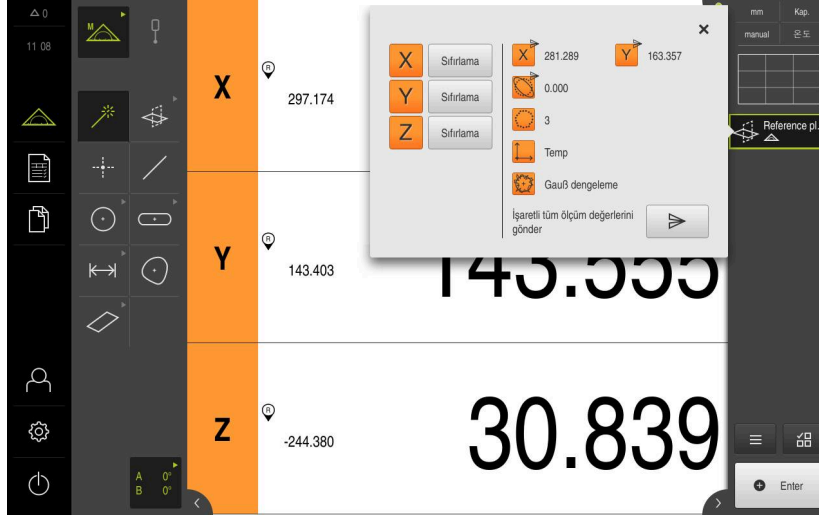 0
11 08
M
A 0°
B 0°
X
R
297.174
Y
R
143.403
143.555
Z
R
-244.380
30.839
X Sıfırlama
Y Sıfırlama
Z Sıfırlama
X 281.289 Y 163.357
0.000
3
Temp
Gauß dengeleme
İşaretli tüm ölçüm değerlerini
gönder
mm Kap.
manual 온도
Reference pl.
Enter